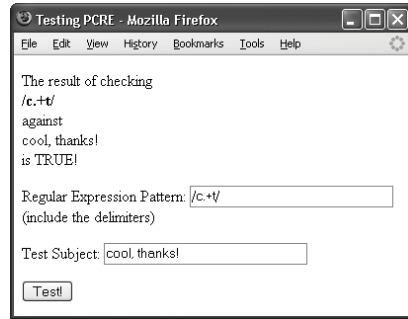 Testing PCRE - Mozilla Firefox
File Edit View History Bookmarks Tools Help
The result of checking
/c.+t/
against
cool, thanks!
is TRUE!
Regular Expression Pattern: /c.+t/
(include the delimiters)
Test Subject: cool, thanks!
Test!